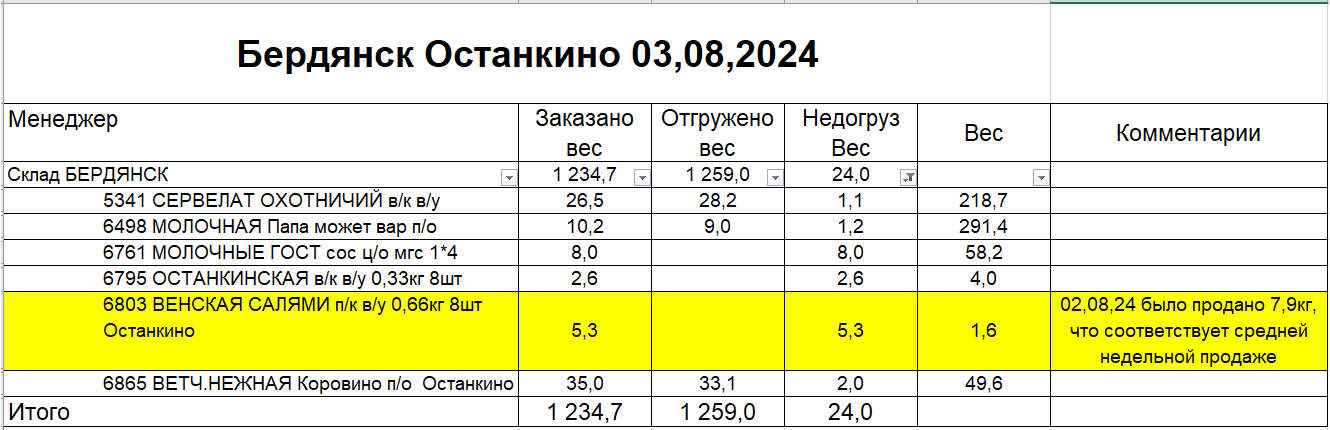 Бердянск Останкино 03,08,2024
Менеджер Заказано вес Отгружено вес Недогруз Вес Вес Комментарии
Склад БЕРДЯНСК 1 234,7 1 259,0 24,0
5341 СЕРВЕЛАТ ОХОТНИЧИЙ в/к в/у 26,5 28,2 1,1 218,7
6498 МОЛОЧНАЯ Папа может вар п/о 10,2 9,0 1,2 291,4
6761 МОЛОЧНЫЕ ГОСТ сос ц/о мгс 1*4 8,0 8,0 58,2
6795 ОСТАНКИНСКАЯ в/к в/у 0,33кг 8шт 2,6 2,6 4,0
6803 ВЕНСКАЯ САЛЯМИ п/к в/у 0,66кг 8шт
Останкино 5,3 5,3 1,6
02,08,24 было продано 7,9кг,
что соответствует средней
недельной продаже
6865 ВЕТЧ.НЕЖНАЯ Коровино п/о Останкино 35,0 33,1 2,0 49,6
Итого 1 234,7 1 259,0 24,0